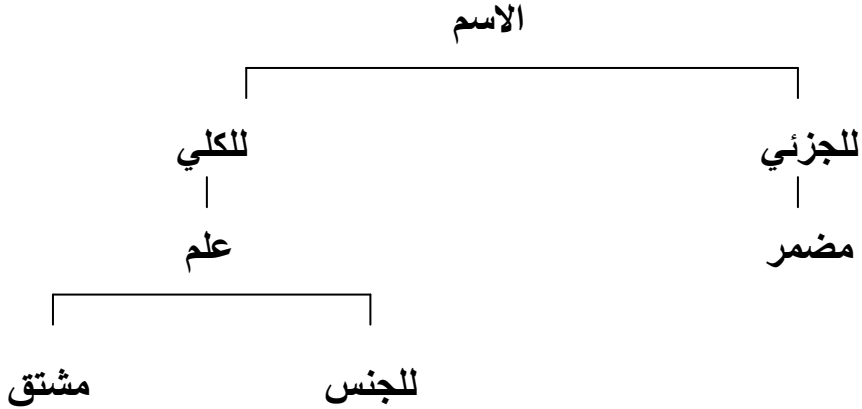 الاسم
للجزئي للكلي
مضمر علم
للجنس مشتق